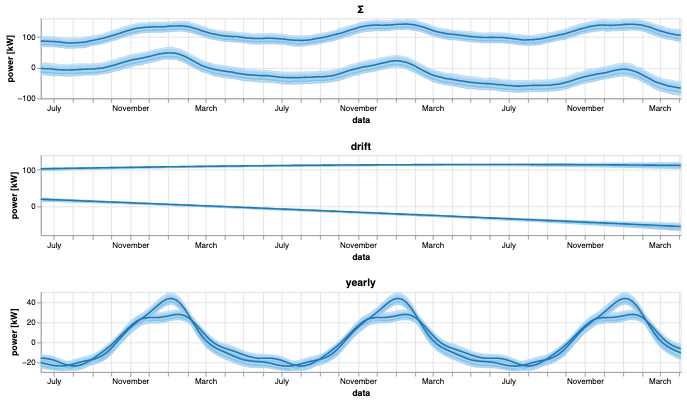 Σ
power [kW]
100
0
−100
July November March July November March July November March
data
drift
power [kW]
100
0
July November March July November March July November March
data
yearly
power [kW]
40
20
0
−20
July November March July November March July November March
data